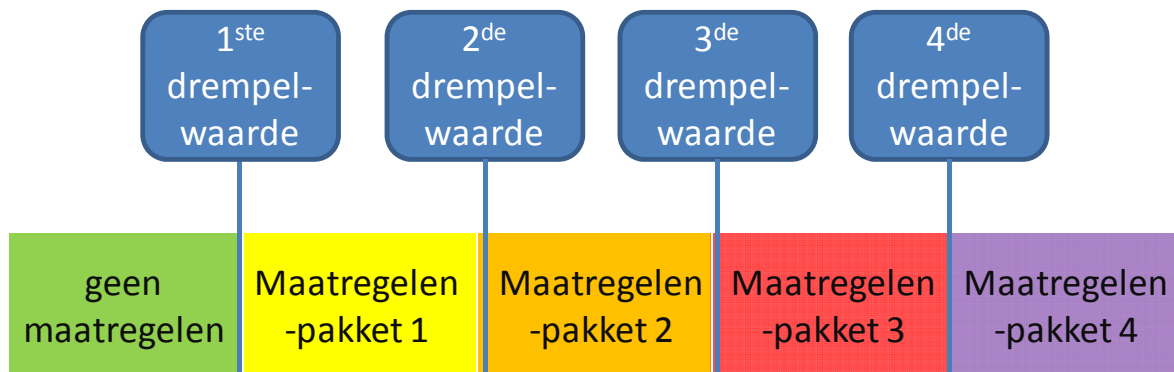 1ste
drempel-
waarde
2de
drempel-
waarde
3de
drempel-
waarde
4de
drempel-
waarde
geen
maatregelen
Maatregelen
-pakket 1
Maatregelen
-pakket 2
Maatregelen
-pakket 3
Maatregelen
-pakket 4